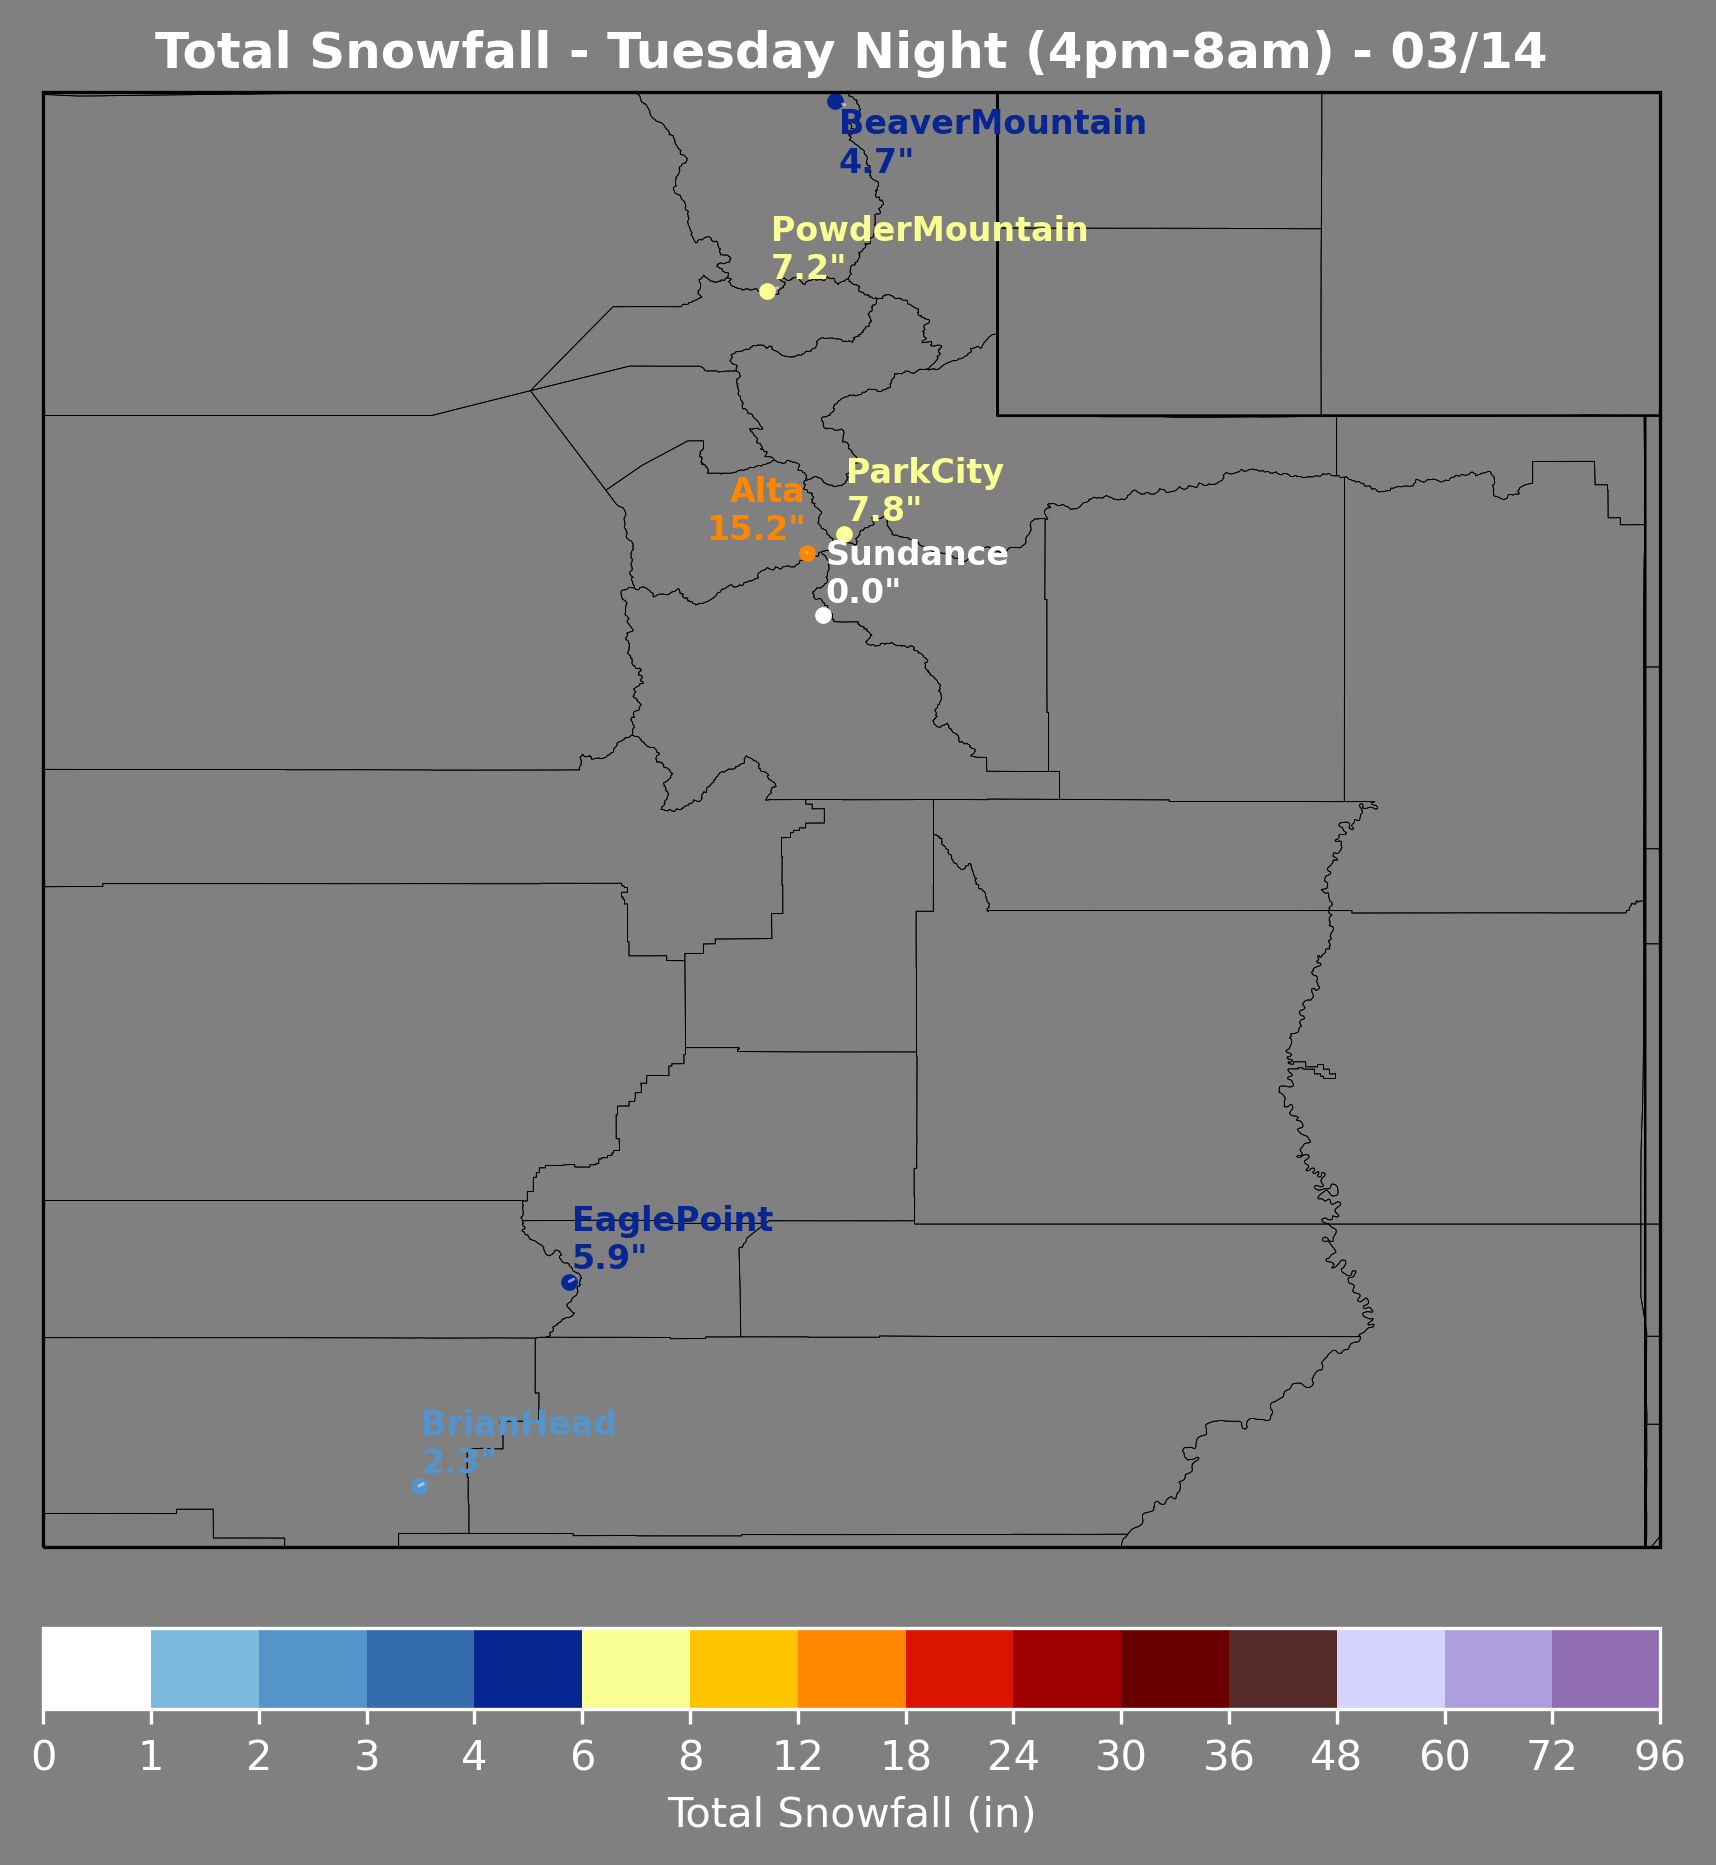 Total Snowfall - Tuesday Night (4pm-8am) - 03/14
BeaverMountain
4.7"
PowderMountain
7.2"
ParkCity
7.8"
Alta
15.2"
Sundance
0.0"
EaglePoint
5.9"
BrianHead
2.3"
0 1 2 3 4 6 8 12 18 24 30 36 48 60 72 96
Total Snowfall (in)